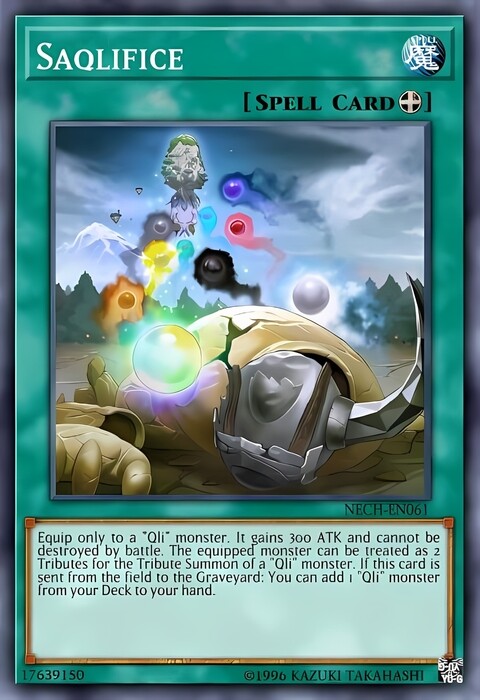 SAQLIFICE
[SPELL CARD]
NECH-EN061
Equip only to a "Qli" monster. It gains 300 ATK and cannot be
destroyed by battle. The equipped monster can be treated as 2
Tributes for the Tribute Summon of a "Qli" monster. If this card is
sent from the field to the Graveyard: You can add 1 "Qli" monster
from your Deck to your hand.
17639150
©1996 KAZUKI TAKAHASHI